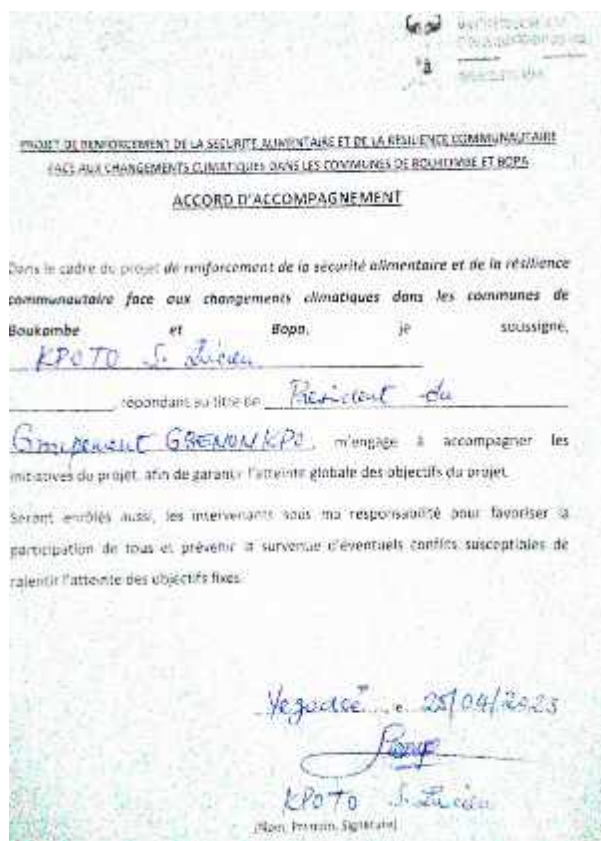 PROJET DE RENFORCEMENT DE LA SECURITE ALIMENTAIRE ET DE LA RESILIENCE COMMUNAUTAIRE
FACE AUX CHANGEMENTS CLIMATIQUES DANS LES COMMUNES DE BOUKOMBE ET BOPA
ACCORD D'ACCOMPAGNEMENT
Dans le cadre du projet de renforcement de la sécurité alimentaire et de la résilience
communautaire face aux changements climatiques dans les communes de
Boukombe et Bopa, je soussigné,
KPOTO S. Lucien
, répondant au titre de Président du
Groupement GBENONKPO, m'engage à accompagner les
initiatives du projet, afin de garantir l'atteinte globale des objectifs du projet.
Seront enrôlés aussi, les intervenants sous ma responsabilité pour favoriser la
participation de tous et prévenir la survenue d'éventuels conflits susceptibles de
ralentir l'atteinte des objectifs fixés.
25/04/2023
KPOTO S. Lucien
(Nom, Prénom, Signature)